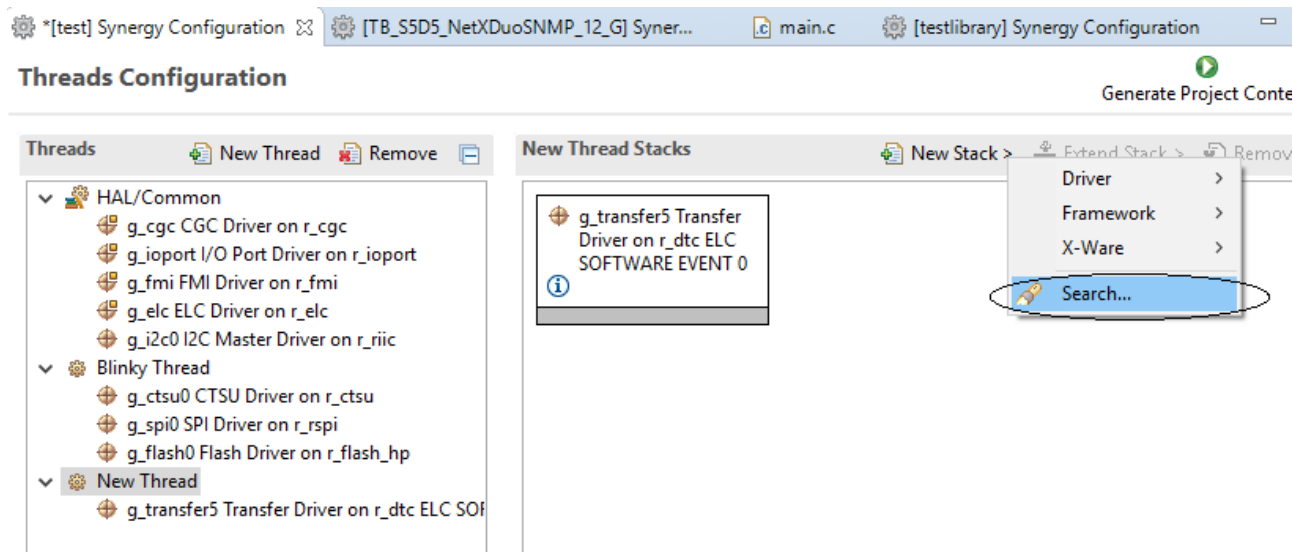 *[test] Synergy Configuration
[TB_S5D5_NetXDuoSNMP_12_G] Syner...
main.c
[testlibrary] Synergy Configuration
Threads Configuration
Generate Project Conte
Threads
New Thread
Remove
New Thread Stacks
New Stack >
Extend Stack >
Remov
HAL/Common
g_cgc CGC Driver on r_cgc
g_ioport I/O Port Driver on r_ioport
g_fmi FMI Driver on r_fmi
g_elc ELC Driver on r_elc
g_i2c0 I2C Master Driver on r_riic
Blinky Thread
g_ctsu0 CTSU Driver on r_ctsu
g_spi0 SPI Driver on r_rspi
g_flash0 Flash Driver on r_flash_hp
New Thread
g_transfer5 Transfer Driver on r_dtc ELC SOF
g_transfer5 Transfer
Driver on r_dtc ELC
SOFTWARE EVENT 0
Driver
Framework
X-Ware
Search...